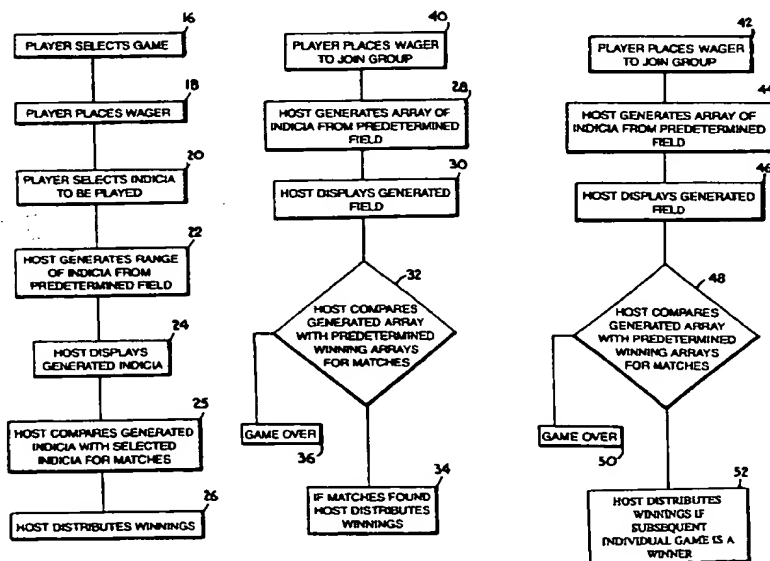 16
PLAYER SELECTS GAME
18
PLAYER PLACES WAGER
20
PLAYER SELECTS INDICIA
TO BE PLAYED
22
HOST GENERATES RANGE
OF INDICIA FROM
PREDETERMINED FIELD
24
HOST DISPLAYS
GENERATED INDICIA
25
HOST COMPARES GENERATED
INDICIA WITH SELECTED
INDICIA FOR MATCHES
26
HOST DISTRIBUTES WINNINGS
40
PLAYER PLACES WAGER
TO JOIN GROUP
28
HOST GENERATES ARRAY OF
INDICIA FROM PREDETERMINED
FIELD
30
HOST DISPLAYS GENERATED
FIELD
32
HOST COMPARES
GENERATED ARRAY
WITH PREDETERMINED
WINNING ARRAYS
FOR MATCHES
GAME OVER
36
34
IF MATCHES FOUND
HOST DISTRIBUTES
WINNINGS
42
PLAYER PLACES WAGER
TO JOIN GROUP
44
HOST GENERATES ARRAY OF
INDICIA FROM PREDETERMINED
FIELD
46
HOST DISPLAYS GENERATED
FIELD
48
HOST COMPARES
GENERATED ARRAY
WITH PREDETERMINED
WINNING ARRAYS
FOR MATCHES
GAME OVER
50
52
HOST DISTRIBUTES
WINNINGS IF
SUBSEQUENT
INDIVIDUAL GAME IS A
WINNER